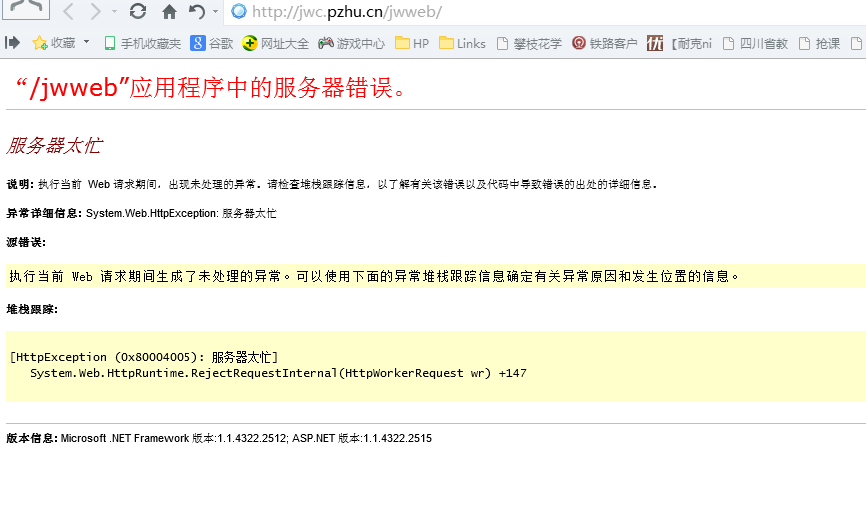 http://jwc.pzhu.cn/jwweb/
收藏 手机收藏夹 谷歌 网址大全 游戏中心 HP Links 攀枝花学 铁路客户 【耐克ni 四川省教 抢课
“/jwweb”应用程序中的服务器错误。
服务器太忙
说明: 执行当前 Web 请求期间，出现未处理的异常。请检查堆栈跟踪信息，以了解有关该错误以及代码中导致错误的出处的详细信息。
异常详细信息: System.Web.HttpException: 服务器太忙
源错误:
执行当前 Web 请求期间生成了未处理的异常。可以使用下面的异常堆栈跟踪信息确定有关异常原因和发生位置的信息。
堆栈跟踪:
[HttpException (0x80004005): 服务器太忙]
System.Web.HttpRuntime.RejectRequestInternal(HttpWorkerRequest wr) +147
版本信息: Microsoft .NET Framework 版本:1.1.4322.2512; ASP.NET 版本:1.1.4322.2515